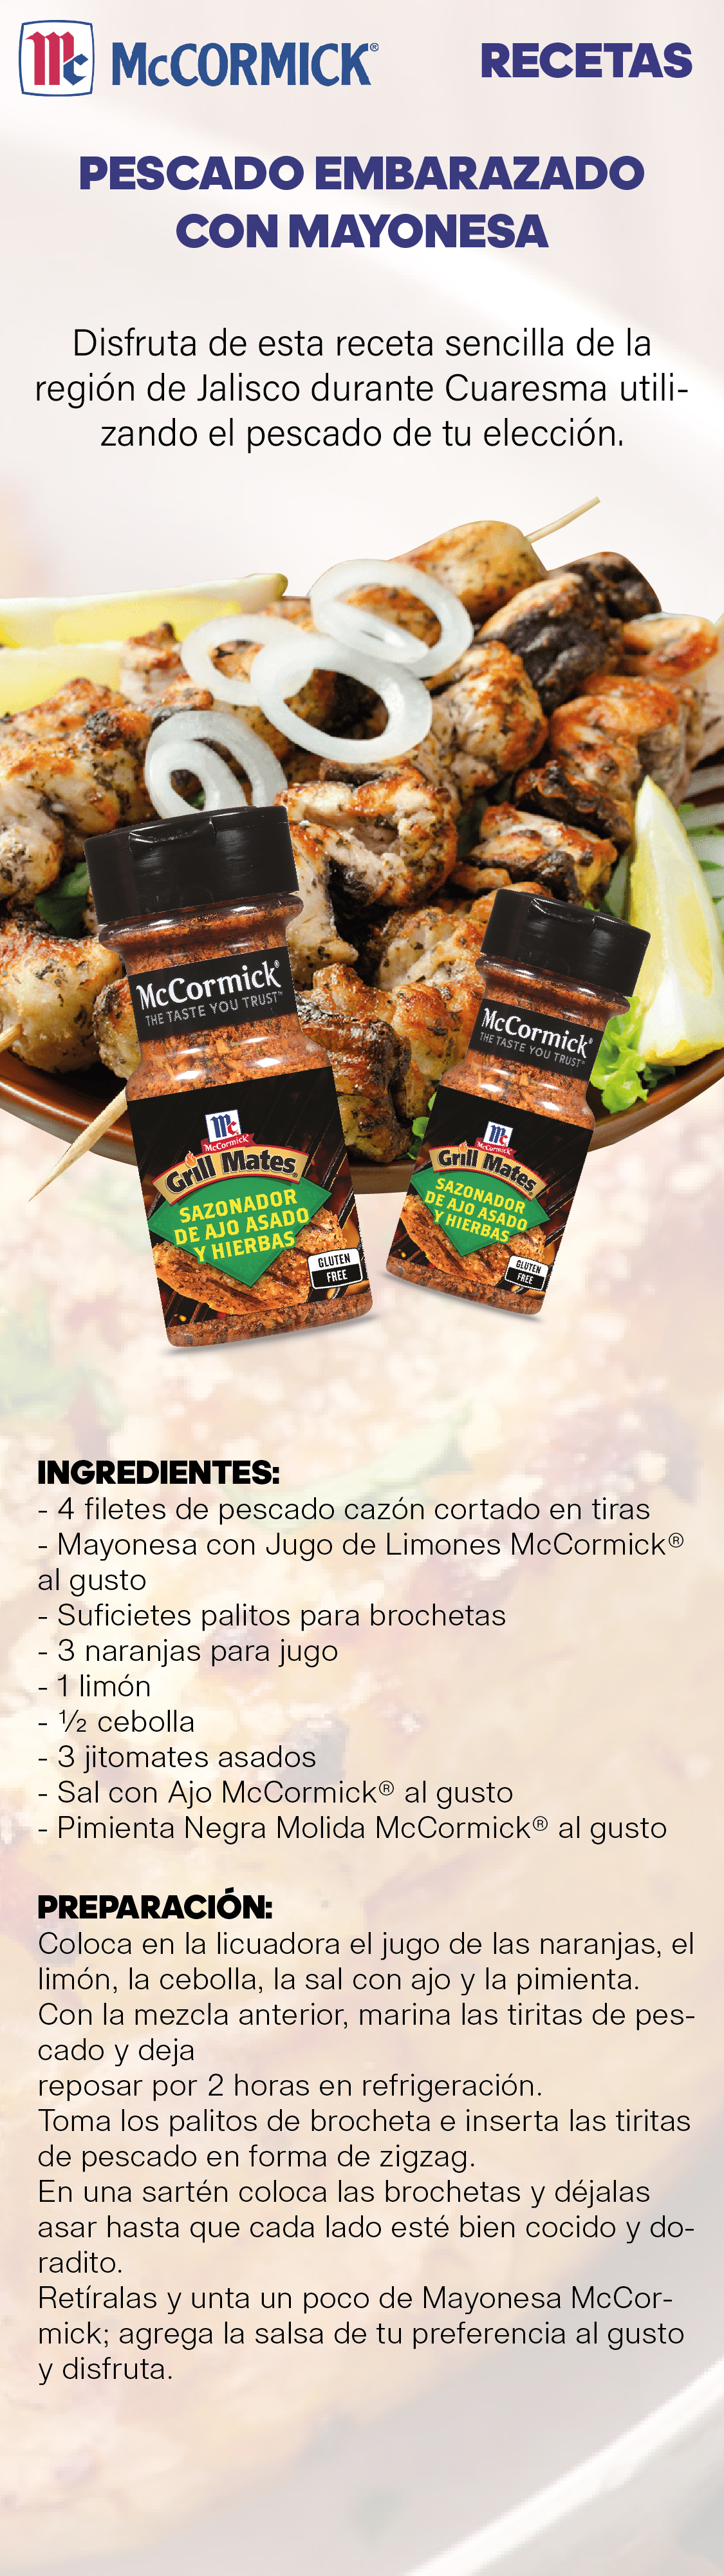 Mc McCORMICK® RECETAS
PESCADO EMBARAZADO
CON MAYONESA
Disfruta de esta receta sencilla de la
región de Jalisco durante Cuaresma utili-
zando el pescado de tu elección.
McCormick®
THE TASTE YOU TRUST™
Mc
McCormick
Grill Mates
SAZONADOR
DE AJO ASADO
Y HIERBAS
GLUTEN
FREE
McCormick®
THE TASTE YOU TRUST™
Mc
McCormick
Grill Mates
SAZONADOR
DE AJO ASADO
Y HIERBAS
GLUTEN
FREE
INGREDIENTES:
- 4 filetes de pescado cazón cortado en tiras
- Mayonesa con Jugo de Limones McCormick®
al gusto
- Suficietes palitos para brochetas
- 3 naranjas para jugo
- 1 limón
- ½ cebolla
- 3 jitomates asados
- Sal con Ajo McCormick® al gusto
- Pimienta Negra Molida McCormick® al gusto
PREPARACIÓN:
Coloca en la licuadora el jugo de las naranjas, el
limón, la cebolla, la sal con ajo y la pimienta.
Con la mezcla anterior, marina las tiritas de pes-
cado y deja
reposar por 2 horas en refrigeración.
Toma los palitos de brocheta e inserta las tiritas
de pescado en forma de zigzag.
En una sartén coloca las brochetas y déjalas
asar hasta que cada lado esté bien cocido y do-
radito.
Retíralas y unta un poco de Mayonesa McCor-
mick; agrega la salsa de tu preferencia al gusto
y disfruta.